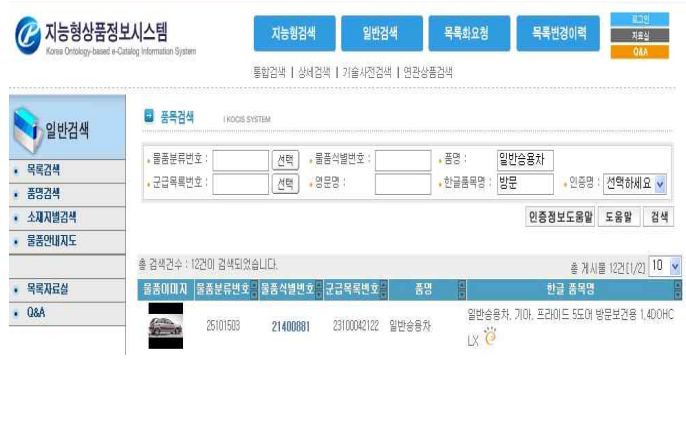 지능형상품정보시스템
Korea Ontology-based e-Catalog Information System
지능형검색 일반검색 목록화요청 목록변경이력
로그인
자료실
Q&A
통합검색 | 상세검색 | 기술사전검색 | 연관상품검색
일반검색
목록검색
품명검색
소재지별검색
물품안내지도
목록자료실
Q&A
품목검색 | KOCIS SYSTEM
물품분류번호 : 선택 물품식별번호 : 품명 : 일반승용차
군급목록번호 : 선택 영문명 : 한글품목명 : 방문 인증명 : 선택하세요
인증정보도움말 도움말 검색
총 검색건수 : 12건이 검색되었습니다.
총 게시물 122건[1/2] 10
물품이미지 물품분류번호 물품식별번호 군급목록번호 품명 한글 품목명
25101503 21400881 23100042122 일반승용차 일반승용차, 기아, 프라이드 5도어 방문보건용 1,4DOHC
LX